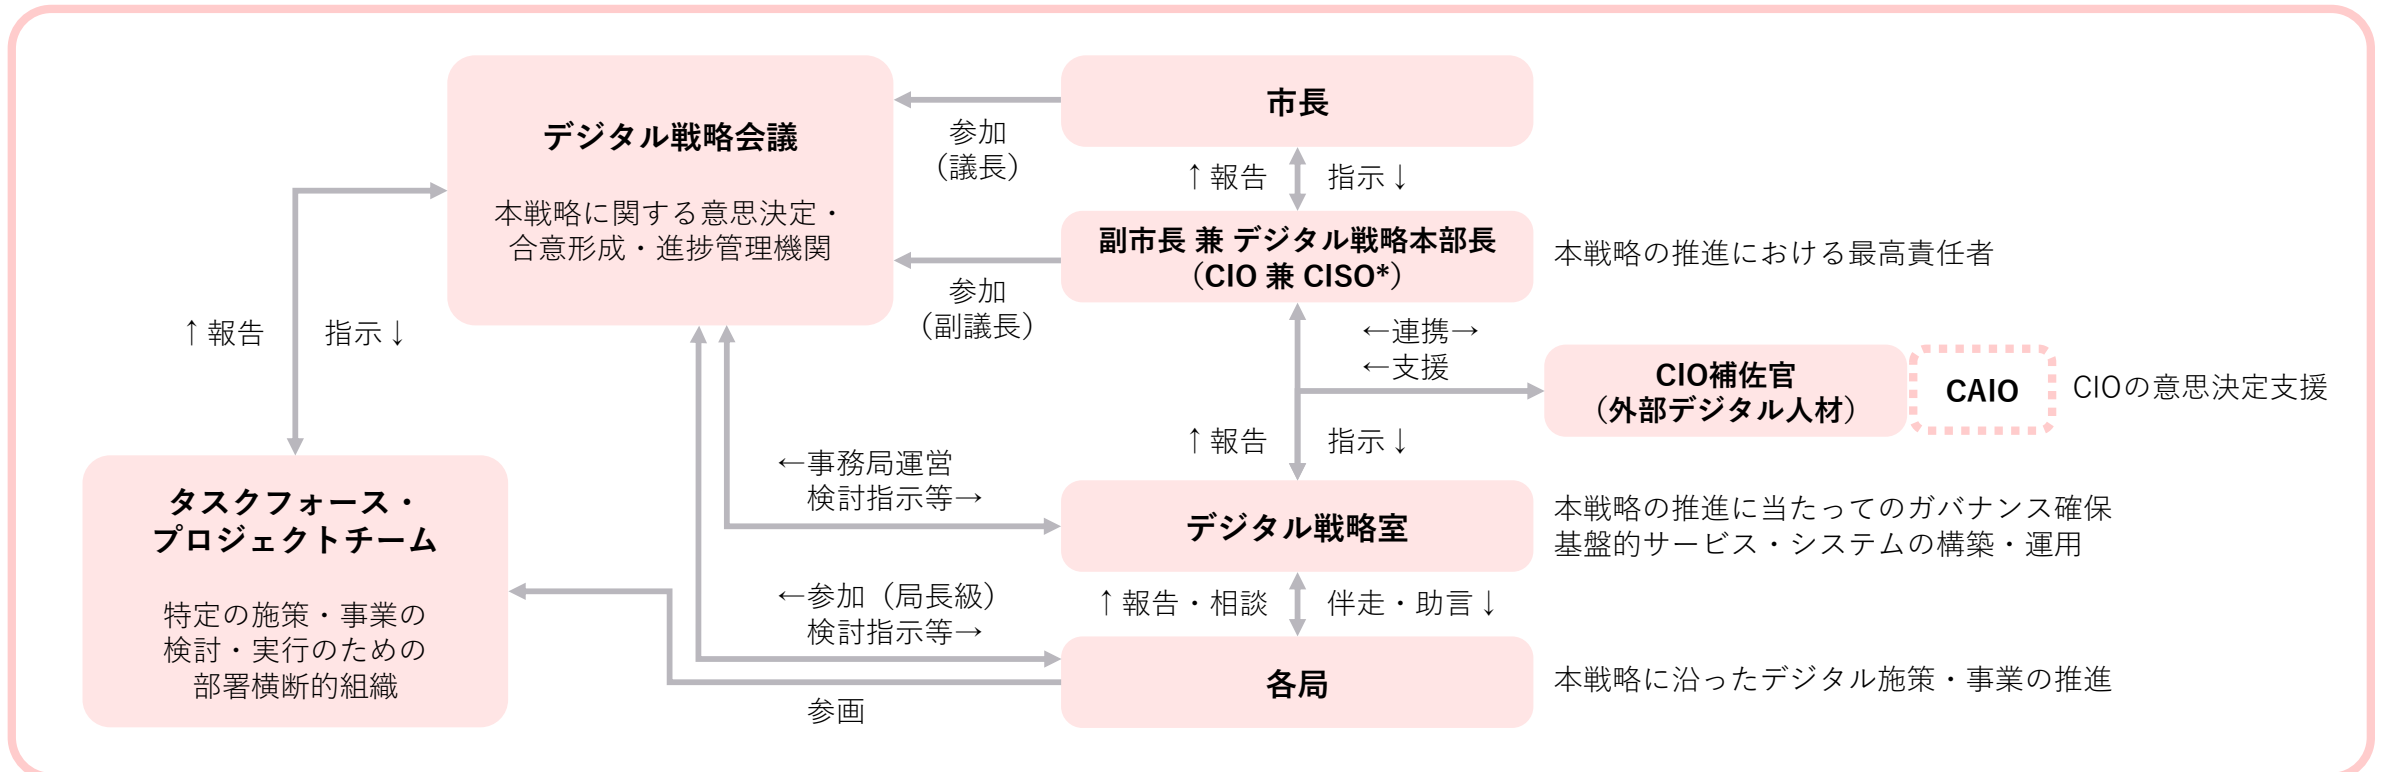 デジタル戦略会議
本戦略に関する意思決定・
合意形成・進捗管理機関
市長
参加
（議長）
↑報告 指示↓
副市長 兼 デジタル戦略本部長
（CIO 兼 CISO*）
本戦略の推進における最高責任者
参加
（副議長）
↑報告 指示↓
←連携→
←支援
CIO補佐官
（外部デジタル人材）
CAIO
CIOの意思決定支援
↑報告 指示↓
タスクフォース・
プロジェクトチーム
特定の施策・事業の
検討・実行のための
部署横断的組織
←事務局運営
検討指示等→
デジタル戦略室
本戦略の推進に当たってのガバナンス確保
基盤的サービス・システムの構築・運用
←参加（局長級）
検討指示等→
↑報告・相談 伴走・助言↓
各局
本戦略に沿ったデジタル施策・事業の推進
参画